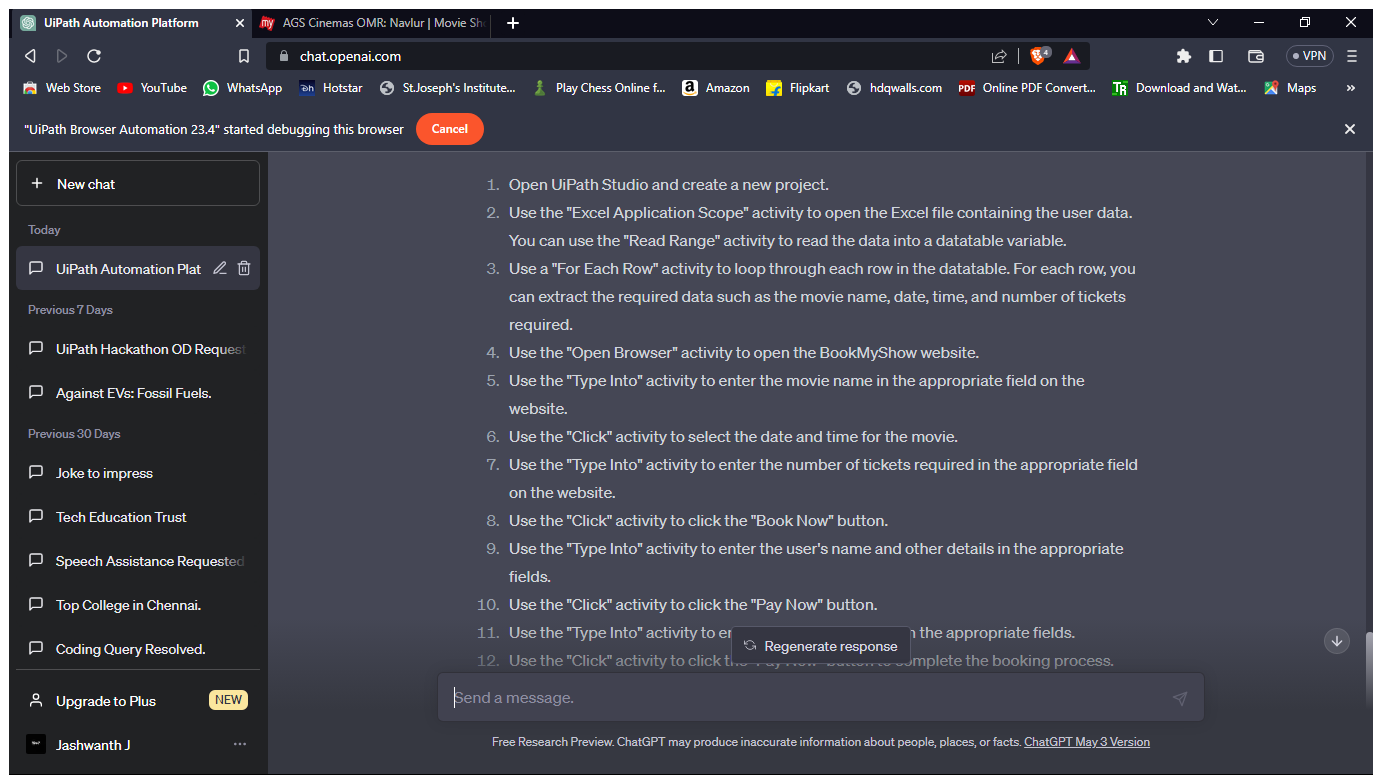 UiPath Automation Platform
AGS Cinemas OMR: Navlur | Movie Sh
chat.openai.com
4
VPN
Web Store
YouTube
WhatsApp
Hotstar
St.Joseph's Institute...
Play Chess Online f...
Amazon
Flipkart
hdqwalls.com
PDF
Online PDF Convert...
Download and Wat...
Maps
"UiPath Browser Automation 23.4" started debugging this browser
Cancel
New chat
Today
UiPath Automation Plat
Previous 7 Days
UiPath Hackathon OD Request
Against EVs: Fossil Fuels.
Previous 30 Days
Joke to impress
Tech Education Trust
Speech Assistance Requested
Top College in Chennai.
Coding Query Resolved.
Upgrade to Plus
NEW
Jashwanth J
1. Open UiPath Studio and create a new project.
2. Use the "Excel Application Scope" activity to open the Excel file containing the user data.
You can use the "Read Range" activity to read the data into a datatable variable.
3. Use a "For Each Row" activity to loop through each row in the datatable. For each row, you
can extract the required data such as the movie name, date, time, and number of tickets
required.
4. Use the "Open Browser" activity to open the BookMyShow website.
5. Use the "Type Into" activity to enter the movie name in the appropriate field on the
website.
6. Use the "Click" activity to select the date and time for the movie.
7. Use the "Type Into" activity to enter the number of tickets required in the appropriate field
on the website.
8. Use the "Click" activity to click the "Book Now" button.
9. Use the "Type Into" activity to enter the user's name and other details in the appropriate
fields.
10. Use the "Click" activity to click the "Pay Now" button.
11. Use the "Type Into" activity to the appropriate fields.
Regenerate response
12. Use the "Click" activity to click "Pay Now" button to complete the booking process.
Send a message.
Free Research Preview. ChatGPT may produce inaccurate information about people, places, or facts. ChatGPT May 3 Version